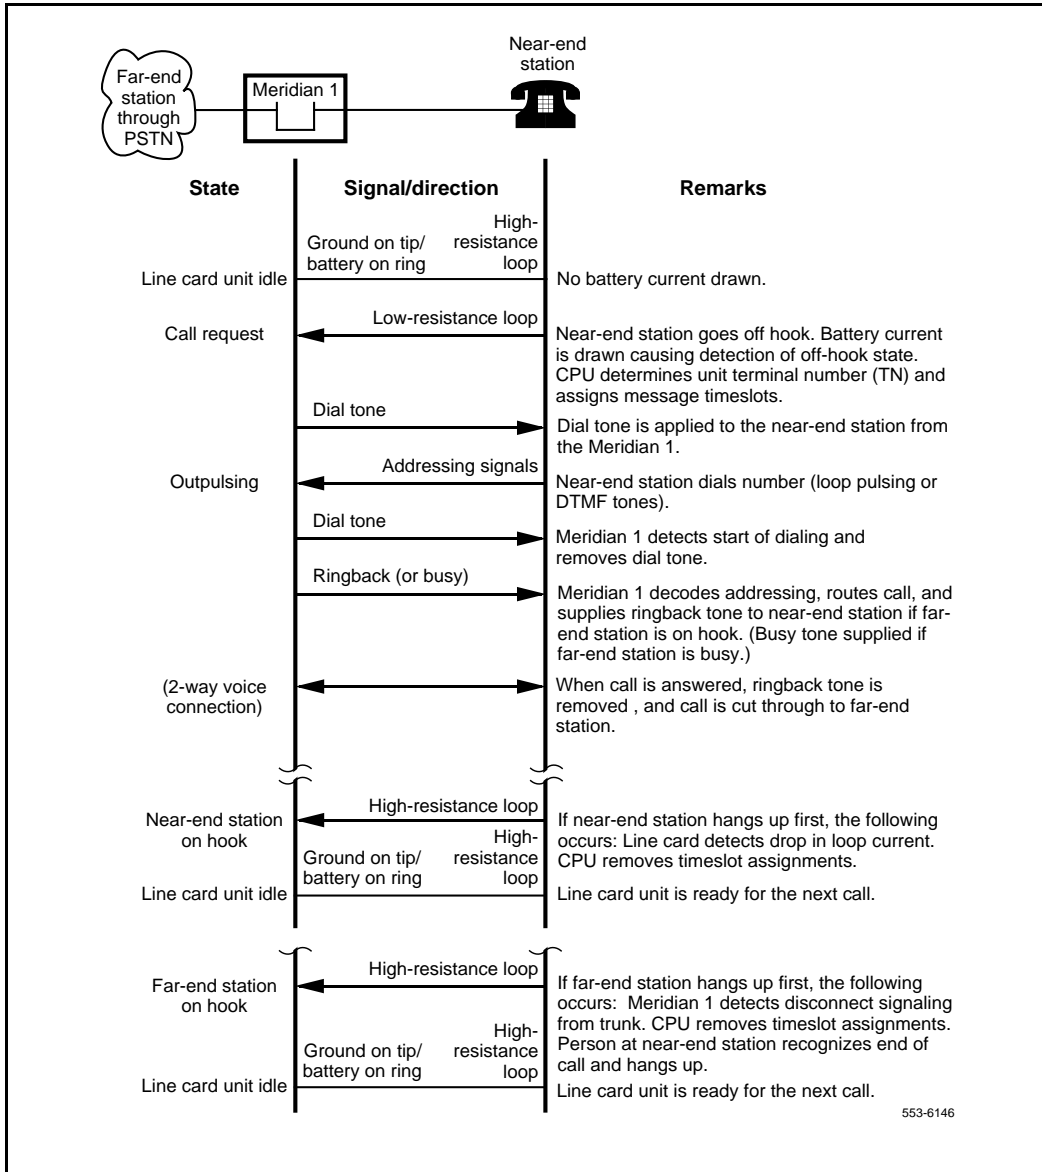 Near-end
station
Far-end
station
through
PSTN
Meridian 1
State
Signal/direction
Remarks
Ground on tip/
battery on ring
High-
resistance
loop
Line card unit idle
No battery current drawn.
Call request
Low-resistance loop
Near-end station goes off hook. Battery current
is drawn causing detection of off-hook state.
CPU determines unit terminal number (TN) and
assigns message timeslots.
Dial tone
Dial tone is applied to the near-end station from
the Meridian 1.
Outpulsing
Addressing signals
Near-end station dials number (loop pulsing or
DTMF tones).
Dial tone
Meridian 1 detects start of dialing and
removes dial tone.
Ringback (or busy)
Meridian 1 decodes addressing, routes call, and
supplies ringback tone to near-end station if far-
end station is on hook. (Busy tone supplied if
far-end station is busy.)
(2-way voice
connection)
When call is answered, ringback tone is
removed , and call is cut through to far-end
station.
Near-end station
on hook
High-resistance loop
If near-end station hangs up first, the following
occurs: Line card detects drop in loop current.
CPU removes timeslot assignments.
Ground on tip/
battery on ring
High-
resistance
loop
Line card unit idle
Line card unit is ready for the next call.
Far-end station
on hook
High-resistance loop
If far-end station hangs up first, the following
occurs:  Meridian 1 detects disconnect signaling
from trunk. CPU removes timeslot assignments.
Person at near-end station recognizes end of
call and hangs up.
Ground on tip/
battery on ring
High-
resistance
loop
Line card unit idle
Line card unit is ready for the next call.
553-6146